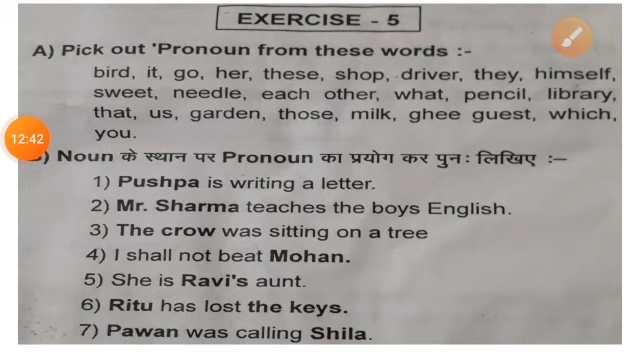 EXERCISE - 5
A) Pick out 'Pronoun from these words :-
bird, it, go, her, these, shop, driver, they, himself,
sweet, needle, each other, what, pencil, library,
that, us, garden, those, milk, ghee guest, which,
you.
12:42
) Noun के स्थान पर Pronoun का प्रयोग कर पुनः लिखिए :–
1) Pushpa is writing a letter.
2) Mr. Sharma teaches the boys English.
3) The crow was sitting on a tree
4) I shall not beat Mohan.
5) She is Ravi's aunt.
6) Ritu has lost the keys.
7) Pawan was calling Shila.